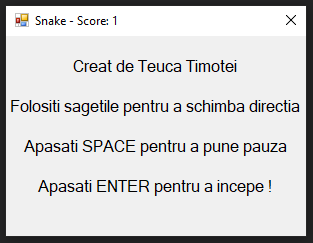 Snake - Score: 1
Creat de Teuca Timotei
Folositi sagetile pentru a schimba directia
Apasati SPACE pentru a pune pauza
Apasati ENTER pentru a incepe !